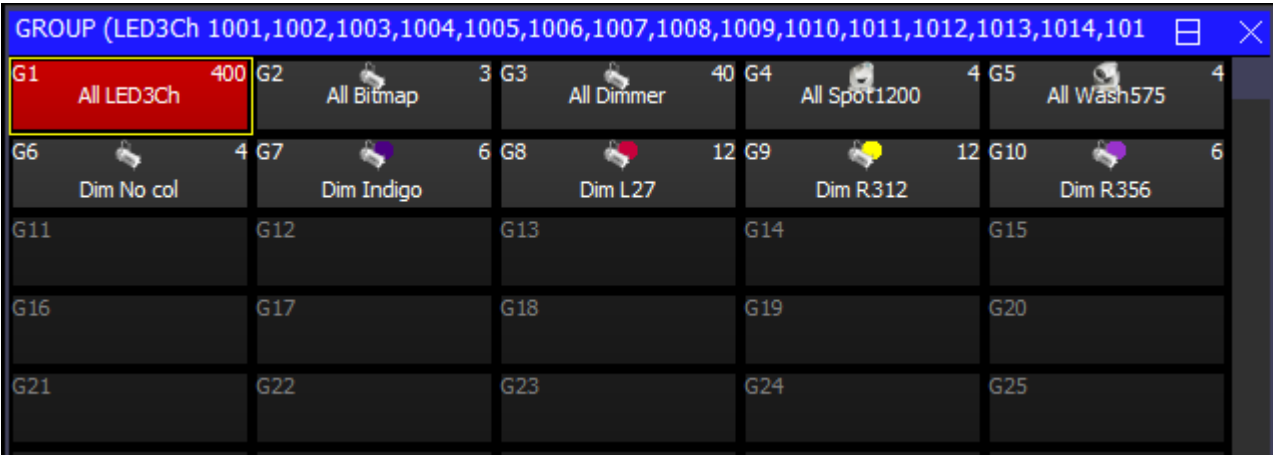 GROUP (LED3Ch 1001,1002,1003,1004,1005,1006,1007,1008,1009,1010,1011,1012,1013,1014,101
G1 400 G2 3 G3 40 G4 4 G5 4
All LED3Ch All Bitmap All Dimmer All Spot1200 All Wash575
G6 4 G7 6 G8 12 G9 12 G10 6
Dim No col Dim Indigo Dim L27 Dim R312 Dim R356
G11 G12 G13 G14 G15
G16 G17 G18 G19 G20
G21 G22 G23 G24 G25